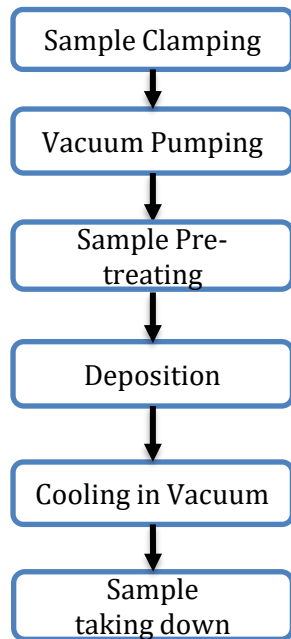 Sample Clamping
Vacuum Pumping
Sample Pre-
treating
Deposition
Cooling in Vacuum
Sample
taking down